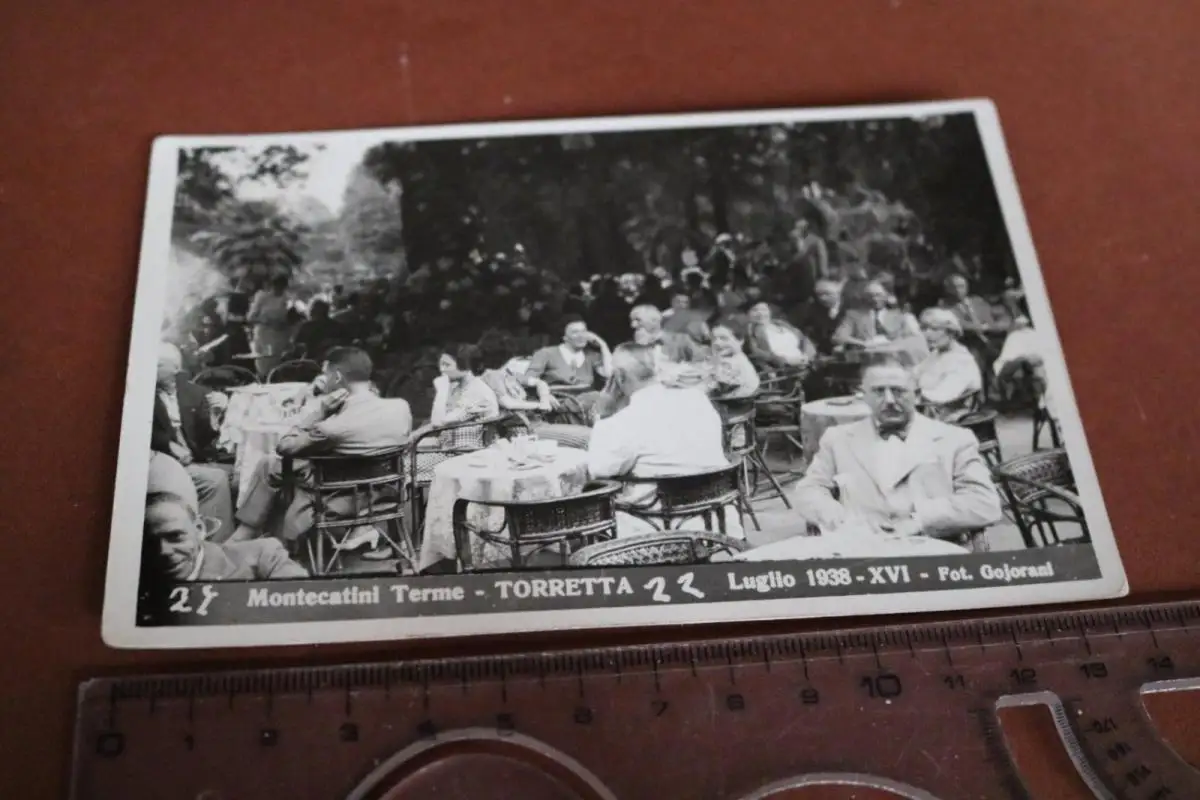 24 Montecatini Terme - TORRETTA 22 Luglio 1938 - XVI - Fot. Gojorani
0 1 2 3 4 5 6 7 8 9 10 11 12 13 14